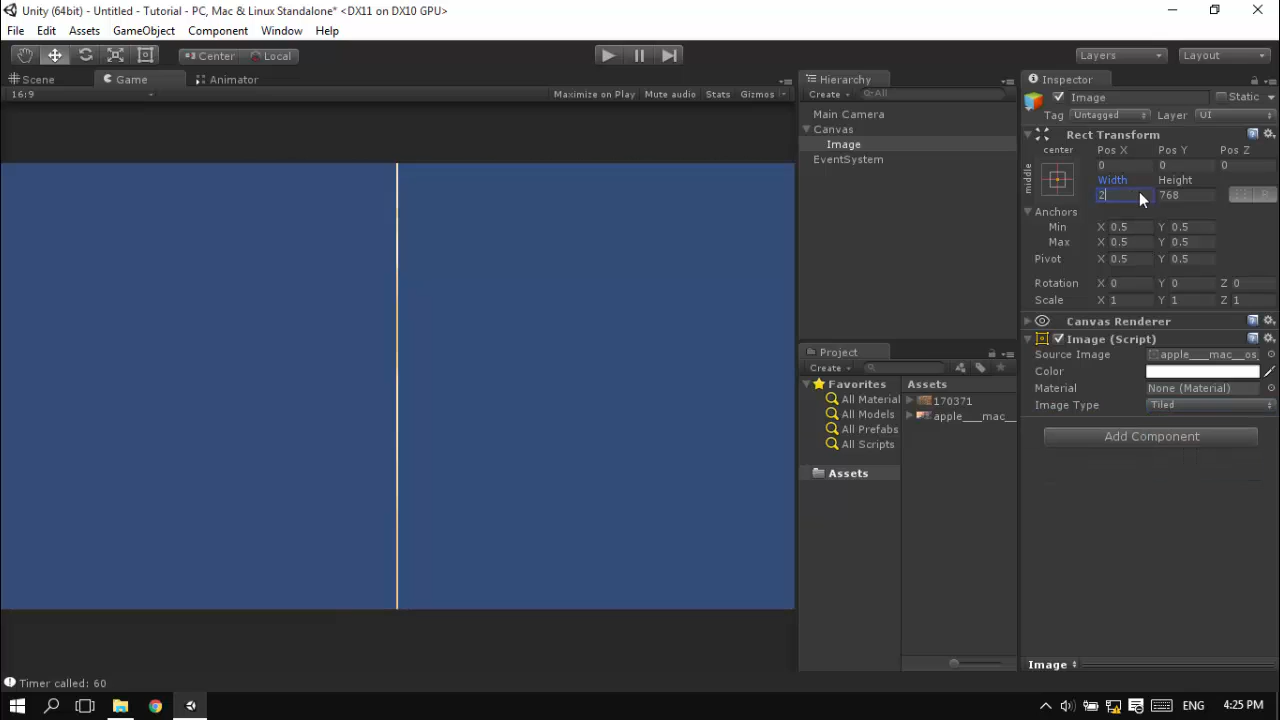 Unity (64bit) - Untitled - Tutorial - PC, Mac & Linux Standalone* <DX11 on DX10 GPU>
File Edit Assets GameObject Component Window Help
Center Local Layers Layout
Scene Game Animator
16:9 Maximize on Play Mute audio Stats Gizmos
Hierarchy
Create All
Main Camera
Canvas
Image
EventSystem
Project
Create
Favorites
All Material
All Models
All Prefabs
All Scripts
Assets
Assets
170371
apple___mac__
Inspector
Image Static
Tag Untagged Layer UI
Rect Transform
center Pos X Pos Y Pos Z
middle 0 0 0
Width Height
2 768 R
Anchors
Min X 0.5 Y 0.5
Max X 0.5 Y 0.5
Pivot X 0.5 Y 0.5
Rotation X 0 Y 0 Z 0
Scale X 1 Y 1 Z 1
Canvas Renderer
Image (Script)
Source Image apple___mac__os_
Color
Material None (Material)
Image Type Tiled
Add Component
Image
Timer called: 60
ENG 4:25 PM